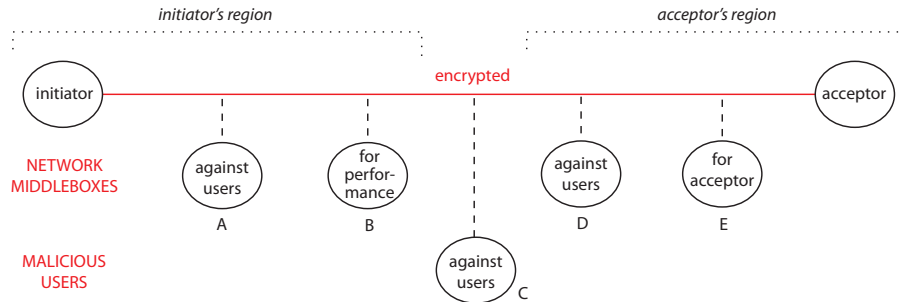 initiator's region
acceptor's region
encrypted
initiator
acceptor
NETWORK
MIDDLEBOXES
against
users
for
perfor-
mance
against
users
for
acceptor
A
B
D
E
MALICIOUS
USERS
against
users
C